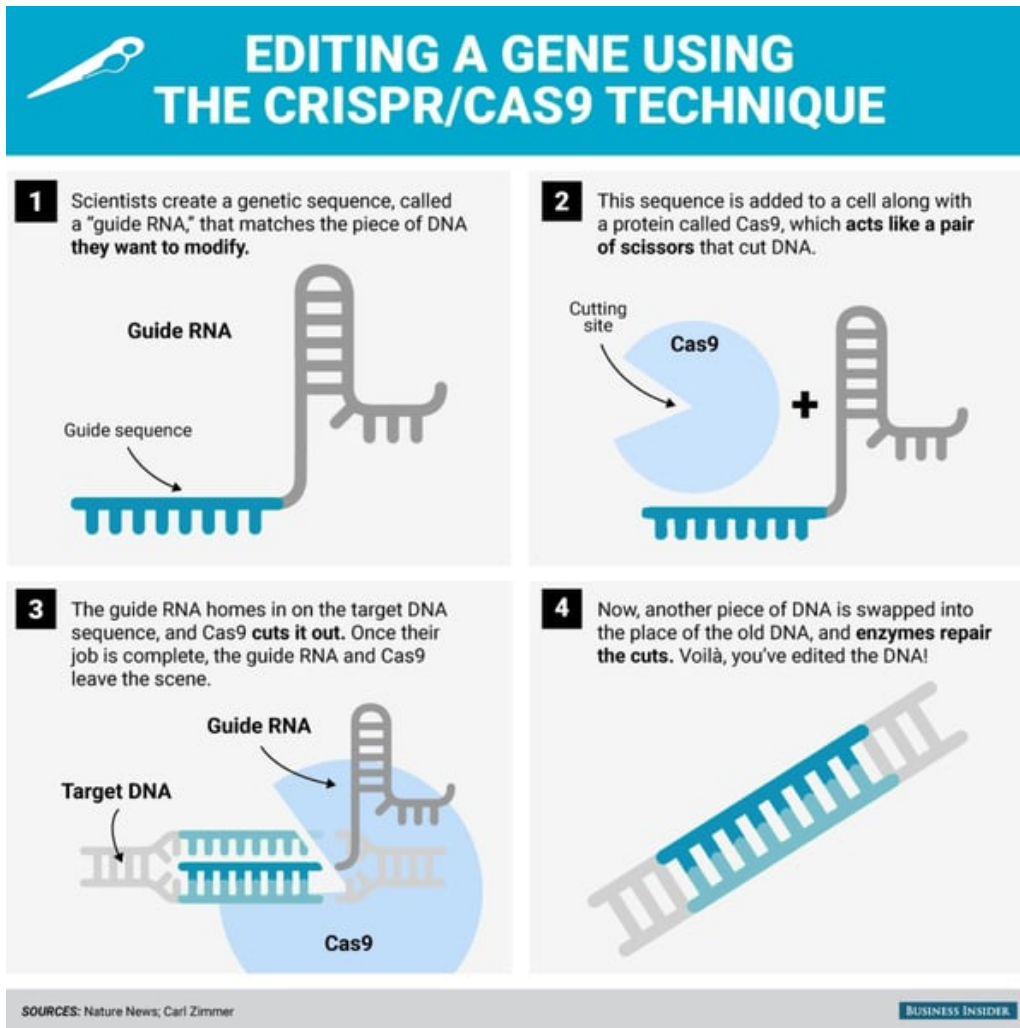 EDITING A GENE USING
THE CRISPR/CAS9 TECHNIQUE
1
Scientists create a genetic sequence, called
a “guide RNA,” that matches the piece of DNA
they want to modify.
Guide RNA
Guide sequence
2
This sequence is added to a cell along with
a protein called Cas9, which acts like a pair
of scissors that cut DNA.
Cutting
site
Cas9
+
3
The guide RNA homes in on the target DNA
sequence, and Cas9 cuts it out. Once their
job is complete, the guide RNA and Cas9
leave the scene.
Guide RNA
Target DNA
Cas9
4
Now, another piece of DNA is swapped into
the place of the old DNA, and enzymes repair
the cuts. Voilà, you’ve edited the DNA!
SOURCES: Nature News; Carl Zimmer
BUSINESS INSIDER